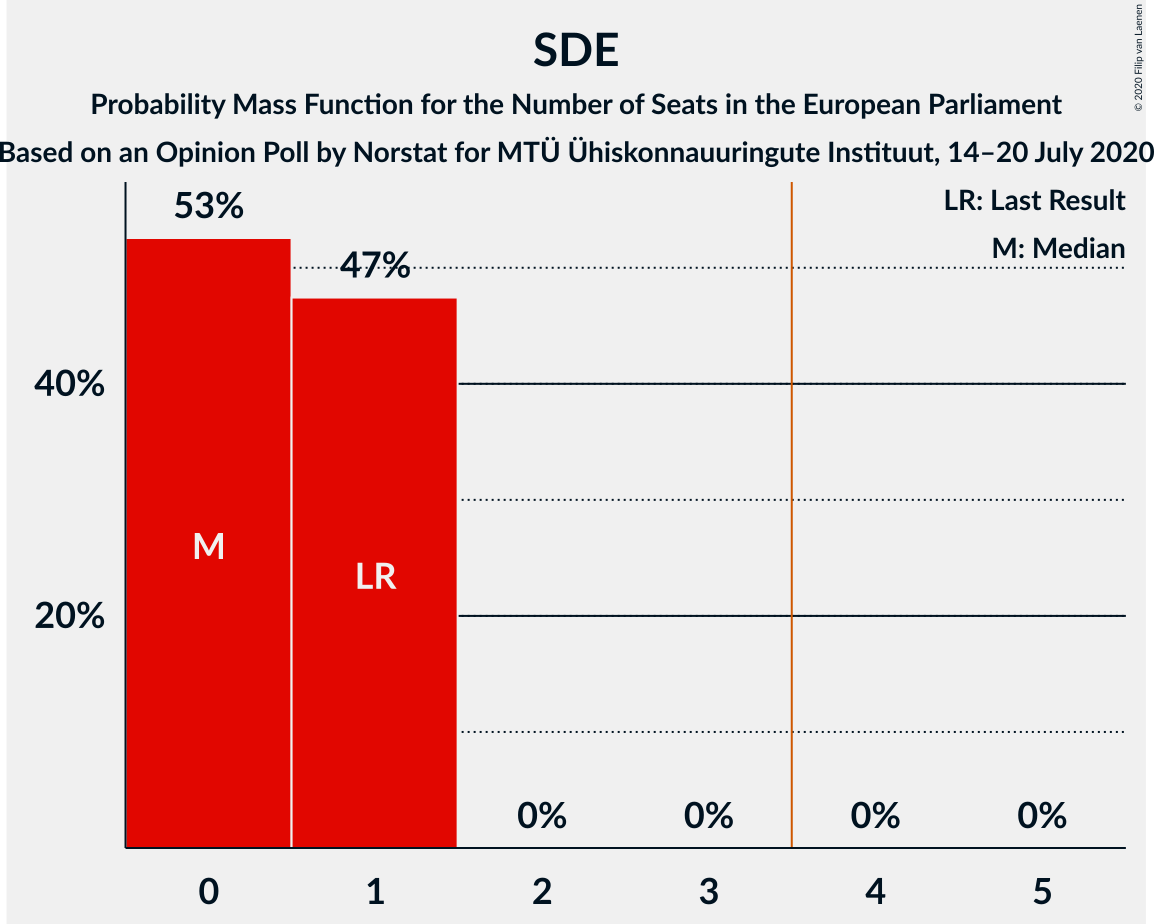 © 2020 Filip van Laenen
SDE
Probability Mass Function for the Number of Seats in the European Parliament
Based on an Opinion Poll by Norstat for MTÜ Ühiskonnauuringute Instituut, 14–20 July 2020
LR: Last Result
M: Median
53%
47%
40%
20%
M
LR
0% 0% 0% 0%
0 1 2 3 4 5